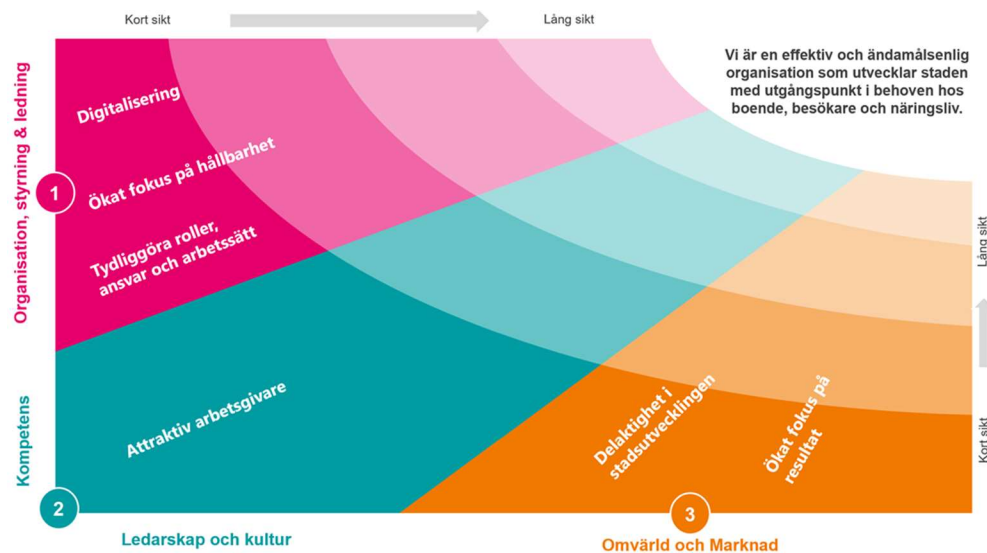 Kort sikt
Lång sikt
Vi är en effektiv och ändamålsenlig
organisation som utvecklar staden
med utgångspunkt i behoven hos
boende, besökare och näringsliv.
Organisation, styrning & ledning
1
Digitalisering
Ökat fokus på hållbarhet
Tydliggöra roller,
ansvar och arbetssätt
Kompetens
2
Attraktiv arbetsgivare
Ledarskap och kultur
Delaktighet i
stadsutvecklingen
Ökat fokus på
resultat
3
Omvärld och Marknad
Lång sikt
Kort sikt